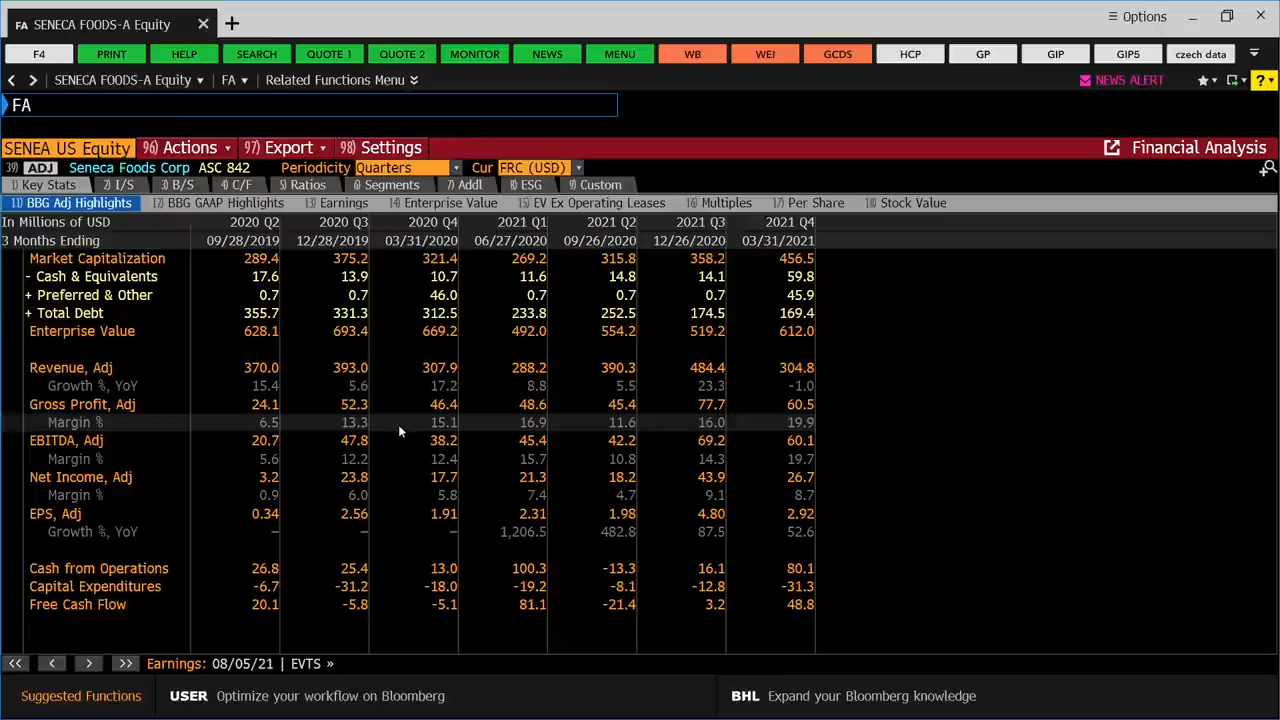 FA SENECA FOODS-A Equity × + Options
F4 PRINT HELP SEARCH QUOTE 1 QUOTE 2 MONITOR NEWS MENU WB WEI GCDS HCP GP GIP GIP5 czech data
SENECA FOODS-A Equity FA Related Functions Menu NEWS ALERT ?
FA
SENEA US Equity 96) Actions 97) Export 98) Settings Financial Analysis
39) ADJ Seneca Foods Corp ASC 842 Periodicity Quarters Cur FRC (USD)
1) Key Stats 2) I/S 3) B/S 4) C/F 5) Ratios 6) Segments 7) Addl 8) ESG 9) Custom
11) BBG Adj Highlights 12) BBG GAAP Highlights 13) Earnings 14) Enterprise Value 15) EV Ex Operating Leases 16) Multiples 17) Per Share 18) Stock Value
In Millions of USD 2020 Q2 2020 Q3 2020 Q4 2021 Q1 2021 Q2 2021 Q3 2021 Q4
3 Months Ending 09/28/2019 12/28/2019 03/31/2020 06/27/2020 09/26/2020 12/26/2020 03/31/2021
Market Capitalization 289.4 375.2 321.4 269.2 315.8 358.2 456.5
- Cash & Equivalents 17.6 13.9 10.7 11.6 14.8 14.1 59.8
+ Preferred & Other 0.7 0.7 46.0 0.7 0.7 0.7 45.9
+ Total Debt 355.7 331.3 312.5 233.8 252.5 174.5 169.4
Enterprise Value 628.1 693.4 669.2 492.0 554.2 519.2 612.0
Revenue, Adj 370.0 393.0 307.9 288.2 390.3 484.4 304.8
Growth %, YoY 15.4 5.6 17.2 8.8 5.5 23.3 -1.0
Gross Profit, Adj 24.1 52.3 46.4 48.6 45.4 77.7 60.5
Margin % 6.5 13.3 15.1 16.9 11.6 16.0 19.9
EBITDA, Adj 20.7 47.8 38.2 45.4 42.2 69.2 60.1
Margin % 5.6 12.2 12.4 15.7 10.8 14.3 19.7
Net Income, Adj 3.2 23.8 17.7 21.3 18.2 43.9 26.7
Margin % 0.9 6.0 5.8 7.4 4.7 9.1 8.7
EPS, Adj 0.34 2.56 1.91 2.31 1.98 4.80 2.92
Growth %, YoY — — — 1,206.5 482.8 87.5 52.6
Cash from Operations 26.8 25.4 13.0 100.3 -13.3 16.1 80.1
Capital Expenditures -6.7 -31.2 -18.0 -19.2 -8.1 -12.8 -31.3
Free Cash Flow 20.1 -5.8 -5.1 81.1 -21.4 3.2 48.8
<< < > >> Earnings: 08/05/21 | EVTS »
Suggested Functions USER Optimize your workflow on Bloomberg BHL Expand your Bloomberg knowledge